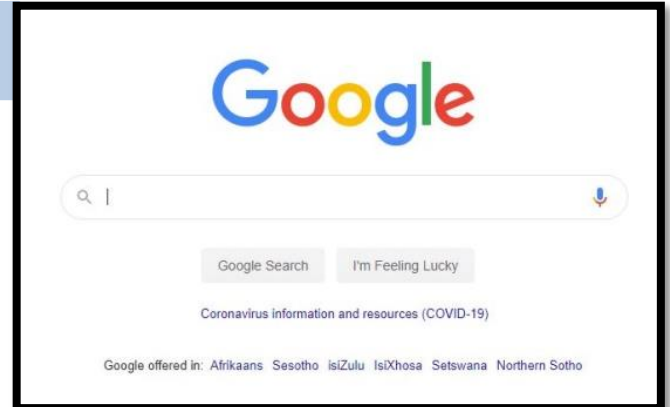 Google
Google Search I'm Feeling Lucky
Coronavirus information and resources (COVID-19)
Google offered in: Afrikaans Sesotho isiZulu IsiXhosa Setswana Northern Sotho